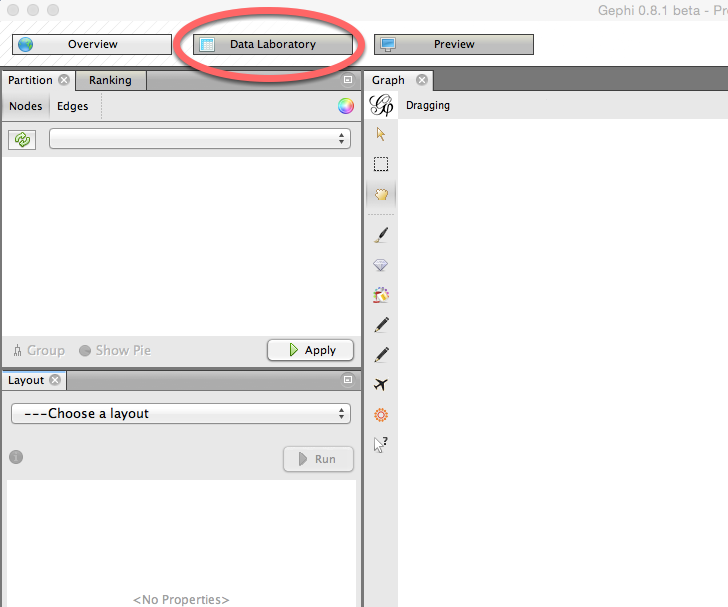 Gephi 0.8.1 beta - Pr
Overview
Data Laboratory
Preview
Partition
Ranking
Graph
Nodes
Edges
Dragging
Group
Show Pie
Apply
Layout
---Choose a layout
Run
<No Properties>